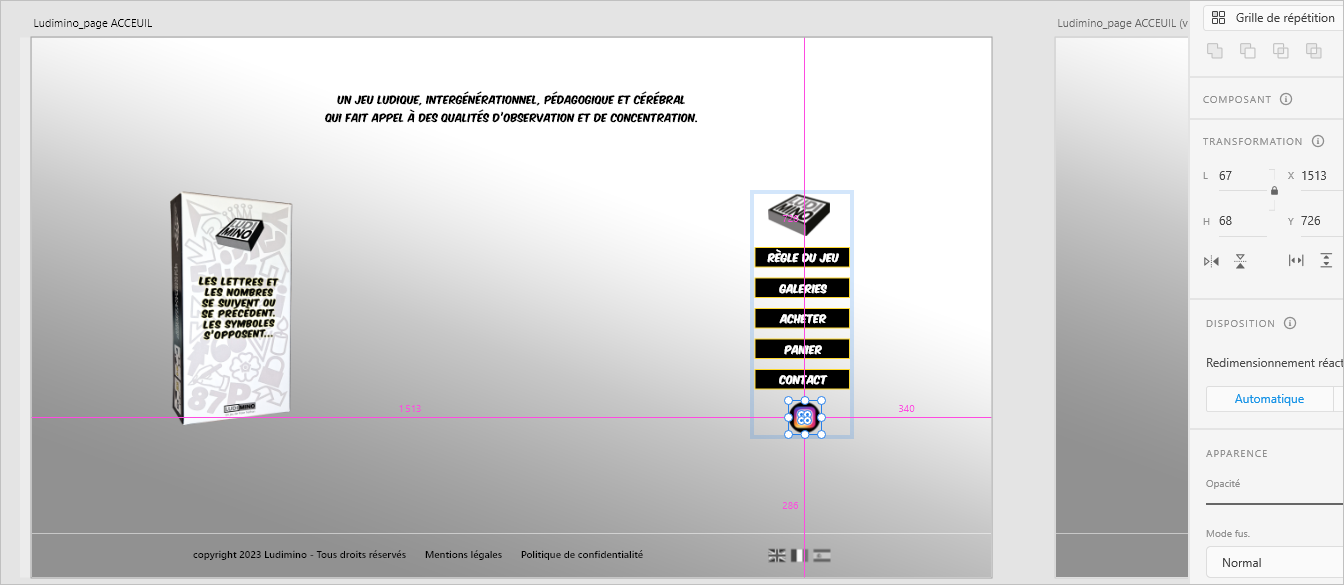 Ludimino_page ACCEUIL
Ludimino_page ACCEUIL (v
Grille de répétition
UN JEU LUDIQUE, INTERGÉNÉRATIONNEL, PÉDAGOGIQUE ET CÉRÉBRAL
QUI FAIT APPEL À DES QUALITÉS D'OBSERVATION ET DE CONCENTRATION.
LUDI
MINO
LES LETTRES ET
LES NOMBRES
SE SUIVENT OU
SE PRÉCÈDENT.
LES SYMBOLES
S'OPPOSENT...
87P
LUDIMINO
LUDI
MINO
RÈGLE DU JEU
GALERIES
ACHETER
PANIER
CONTACT
1513
340
286
copyright 2023 Ludimino - Tous droits réservés
Mentions légales
Politique de confidentialité
COMPOSANT
TRANSFORMATION
L 67 X 1513
H 68 Y 726
DISPOSITION
Redimensionnement réact
Automatique
APPARENCE
Opacité
Mode fus.
Normal